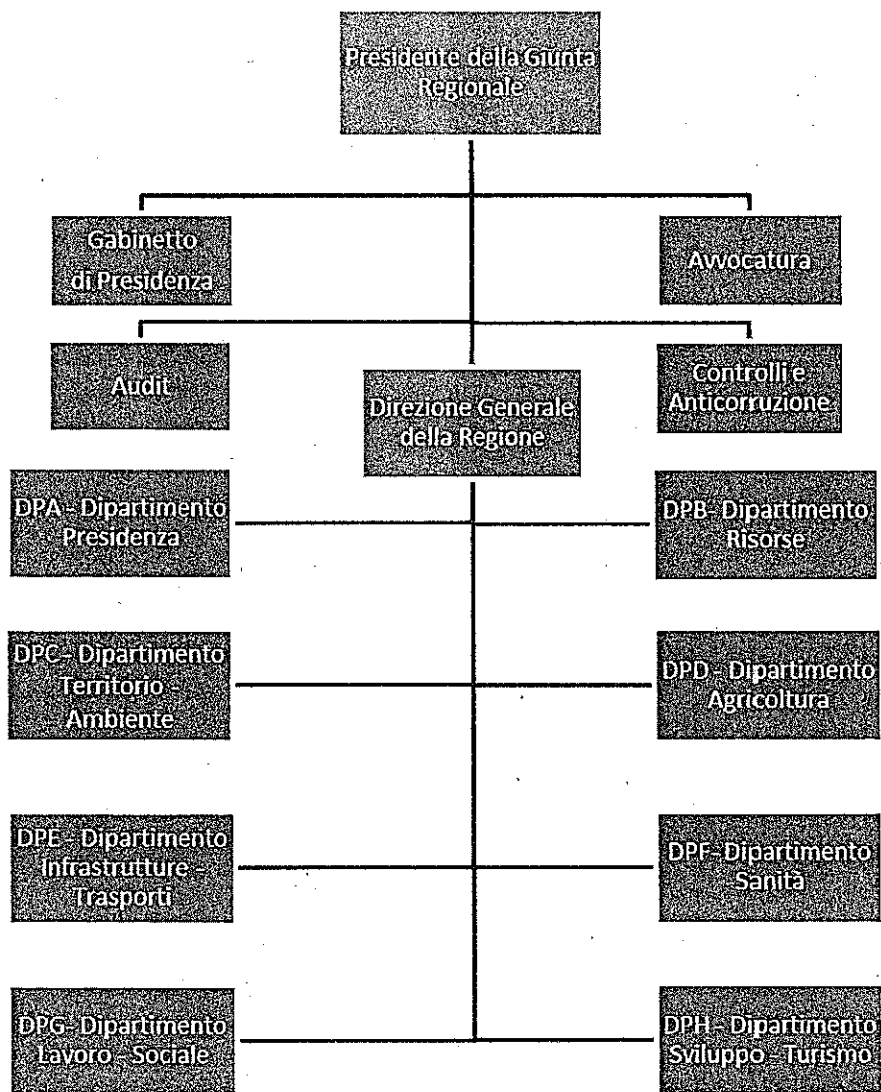 Presidente della Giunta
Regionale
Gabinetto
di Presidenza
Avvocatura
Audit
Controlli e
Anticorruzione
Direzione Generale
della Regione
DPA - Dipartimento
Presidenza
DPB- Dipartimento
Risorse
DPC - Dipartimento
Territorio -
Ambiente
DPD - Dipartimento
Agricoltura
DPE - Dipartimento
Infrastrutture -
Trasporti
DPF- Dipartimento
Sanità
DPG- Dipartimento
Lavoro - Sociale
DPH - Dipartimento
Sviluppo - Turismo